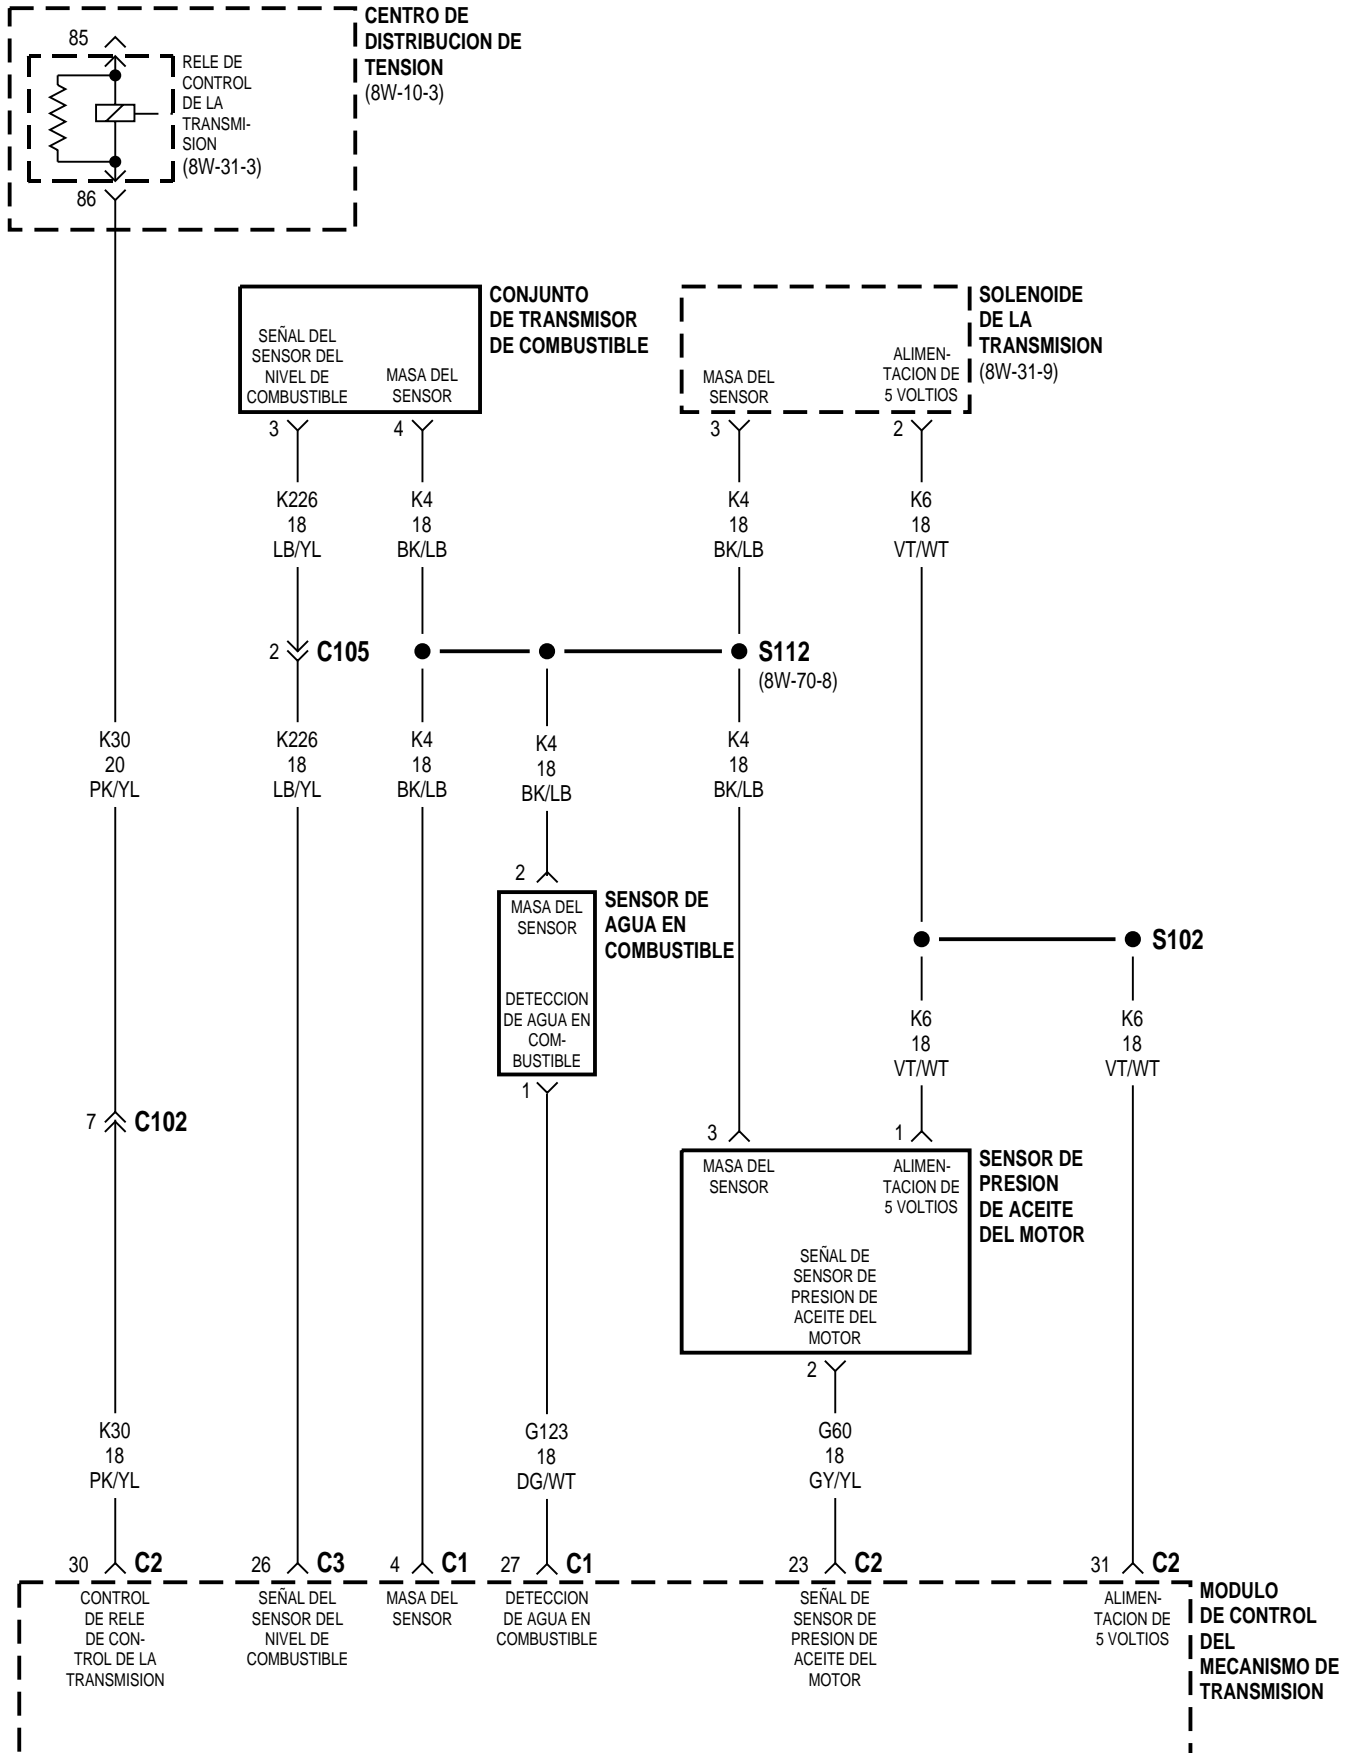 CENTRO DE
DISTRIBUCION DE
TENSION
(8W-10-3)
85
RELE DE
CONTROL
DE LA
TRANSMI-
SION
(8W-31-3)
86
CONJUNTO
DE TRANSMISOR
DE COMBUSTIBLE
SEÑAL DEL
SENSOR DEL
NIVEL DE
COMBUSTIBLE
MASA DEL
SENSOR
SOLENOIDE
DE LA
TRANSMISION
(8W-31-9)
MASA DEL
SENSOR
ALIMEN-
TACION DE
5 VOLTIOS
3
4
3
2
K226
18
LB/YL
K4
18
BK/LB
K4
18
BK/LB
K6
18
VT/WT
2
C105
S112
(8W-70-8)
K30
20
PK/YL
K226
18
LB/YL
K4
18
BK/LB
K4
18
BK/LB
K4
18
BK/LB
2
MASA DEL
SENSOR
DETECCION
DE AGUA EN
COM-
BUSTIBLE
SENSOR DE
AGUA EN
COMBUSTIBLE
1
S102
K6
18
VT/WT
K6
18
VT/WT
7
C102
3
1
MASA DEL
SENSOR
ALIMEN-
TACION DE
5 VOLTIOS
SEÑAL DE
SENSOR DE
PRESION DE
ACEITE DEL
MOTOR
SENSOR DE
PRESION
DE ACEITE
DEL MOTOR
2
K30
18
PK/YL
G123
18
DG/WT
G60
18
GY/YL
30
C2
26
C3
4
C1
27
C1
23
C2
31
C2
CONTROL
DE RELE
DE CON-
TROL DE LA
TRANSMISION
SEÑAL DEL
SENSOR DEL
NIVEL DE
COMBUSTIBLE
MASA DEL
SENSOR
DETECCION
DE AGUA EN
COMBUSTIBLE
SEÑAL DE
SENSOR DE
PRESION DE
ACEITE DEL
MOTOR
ALIMEN-
TACION DE
5 VOLTIOS
MODULO
DE CONTROL
DEL
MECANISMO DE
TRANSMISION